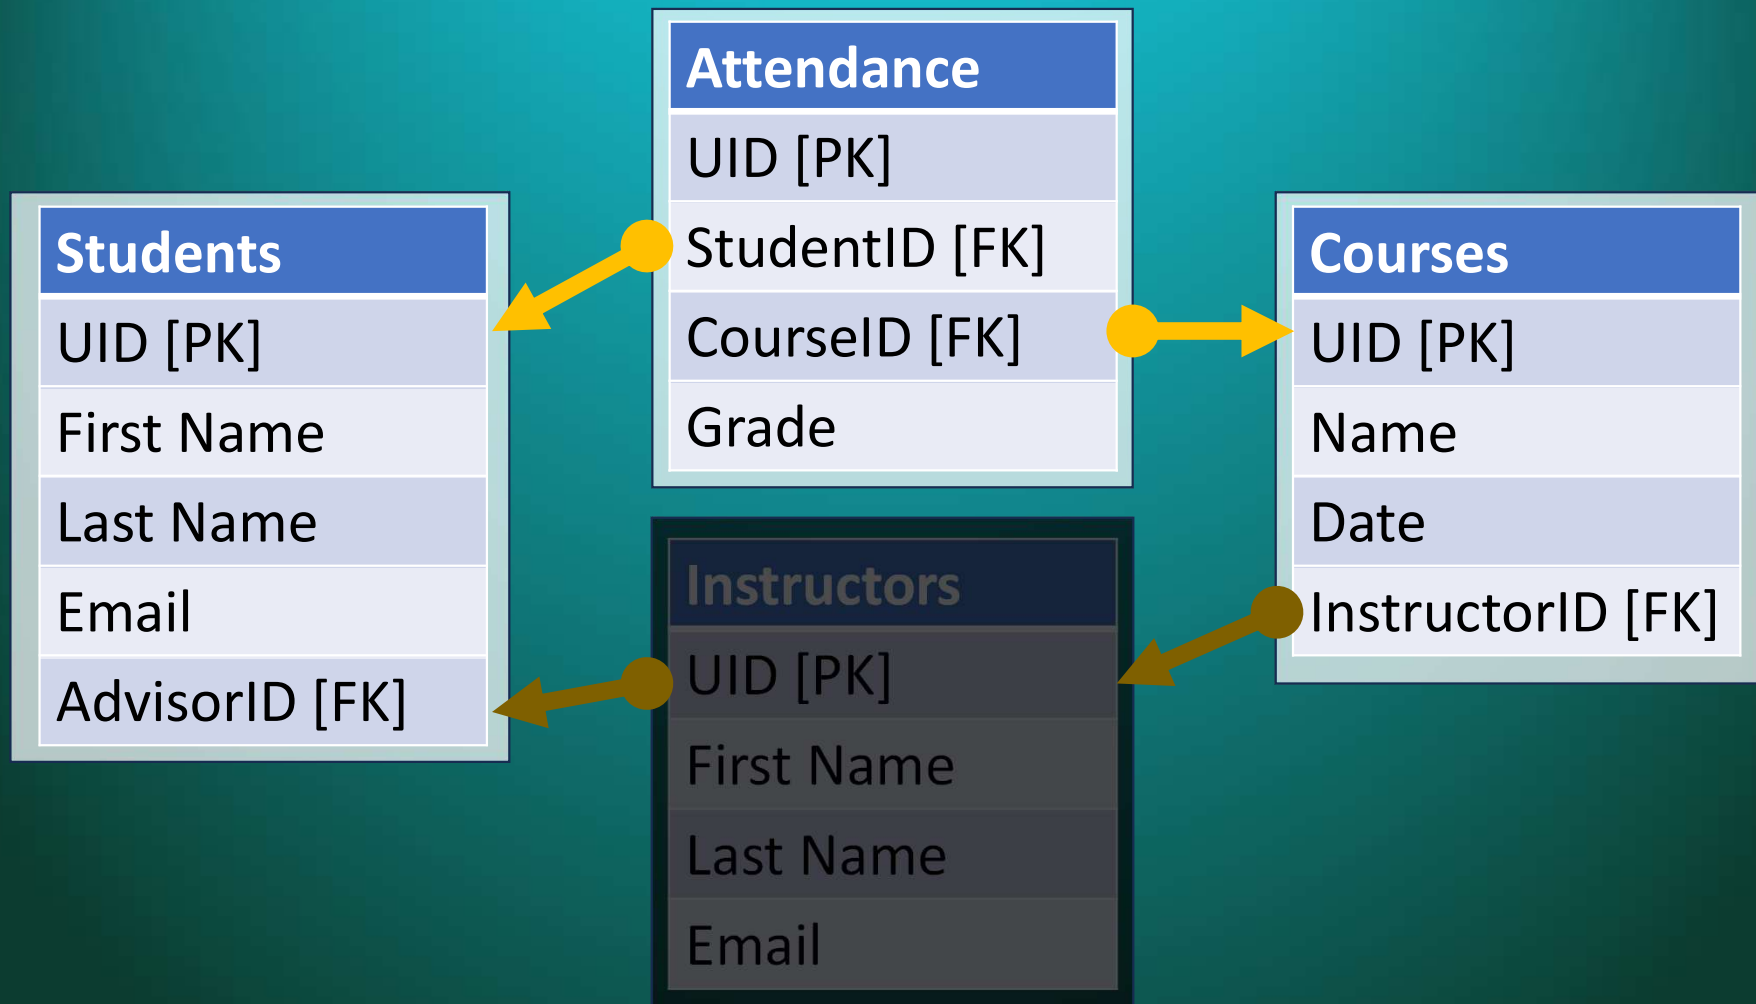 Attendance
UID [PK]
StudentID [FK]
CourseID [FK]
Grade
Students
UID [PK]
First Name
Last Name
Email
AdvisorID [FK]
Courses
UID [PK]
Name
Date
InstructorID [FK]
Instructors
UID [PK]
First Name
Last Name
Email